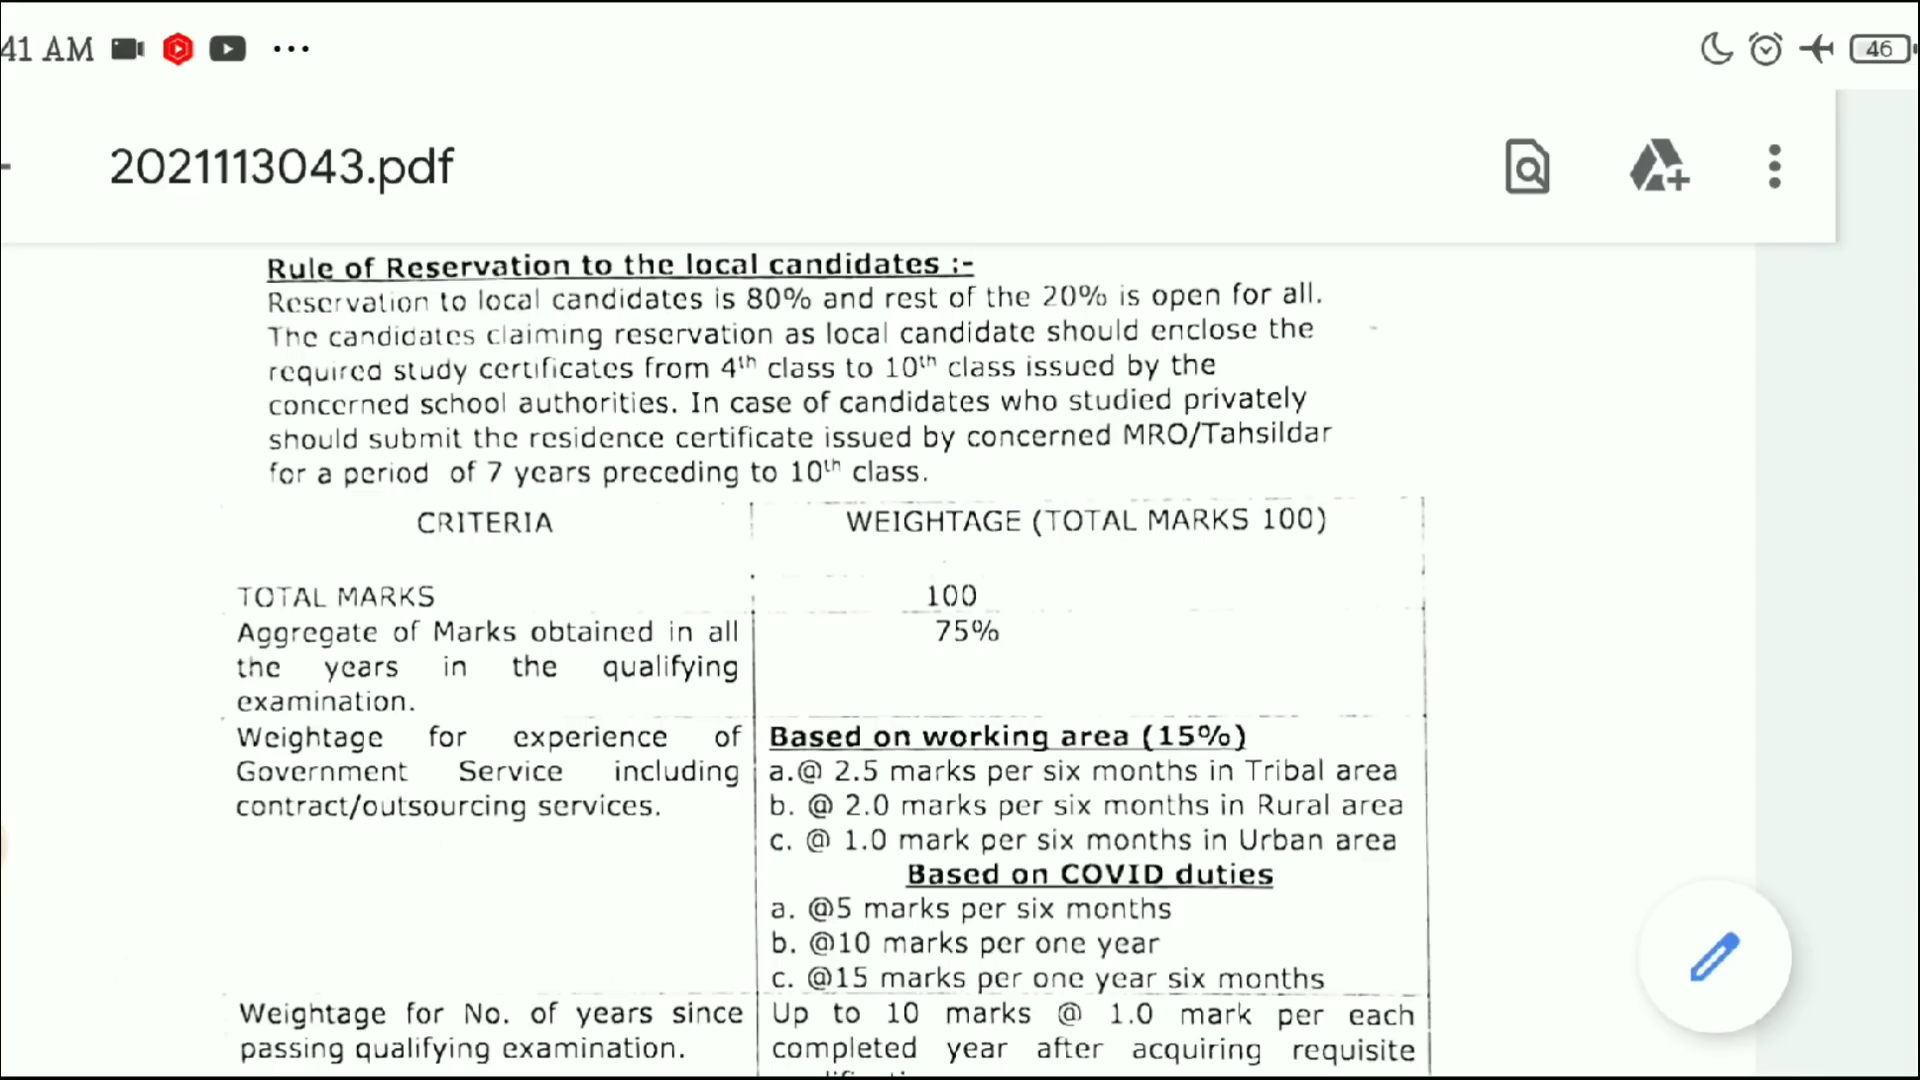 41 AM
46
2021113043.pdf
Rule of Reservation to the local candidates :-
Reservation to local candidates is 80% and rest of the 20% is open for all.
The candidates claiming reservation as local candidate should enclose the
required study certificates from 4th class to 10th class issued by the
concerned school authorities. In case of candidates who studied privately
should submit the residence certificate issued by concerned MRO/Tahsildar
for a period of 7 years preceding to 10th class.
CRITERIA
WEIGHTAGE (TOTAL MARKS 100)
TOTAL MARKS
100
Aggregate of Marks obtained in all
the years in the qualifying
examination.
75%
Weightage for experience of
Government Service including
contract/outsourcing services.
Based on working area (15%)
a.@ 2.5 marks per six months in Tribal area
b. @ 2.0 marks per six months in Rural area
c. @ 1.0 mark per six months in Urban area
Based on COVID duties
a. @5 marks per six months
b. @10 marks per one year
c. @15 marks per one year six months
Weightage for No. of years since
passing qualifying examination.
Up to 10 marks @ 1.0 mark per each
completed year after acquiring requisite